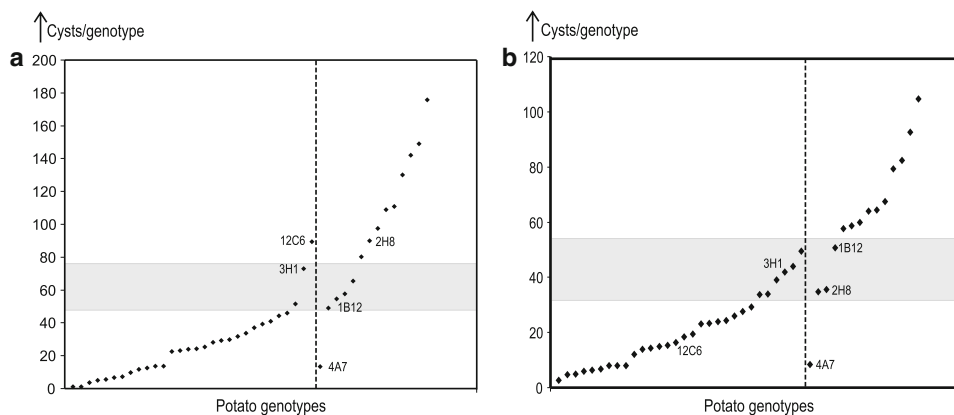 Cysts/genotype
a
200
180
160
140
120
100
80
60
40
20
0
12C6
3H1
2H8
1B12
4A7
Potato genotypes
Cysts/genotype
b
120
100
80
60
40
20
0
3H1
1B12
2H8
12C6
4A7
Potato genotypes